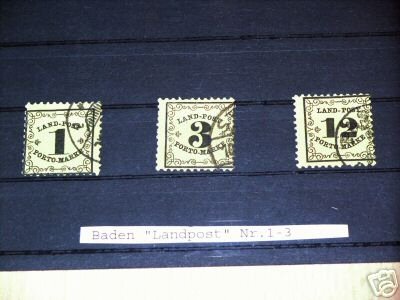 LAND-POST
1
PORTO-MARKE
LAND-POST
3
PORTO-MARKE
LAND-POST
12
PORTO-MARKE
Baden "Landpost" Nr.1-3